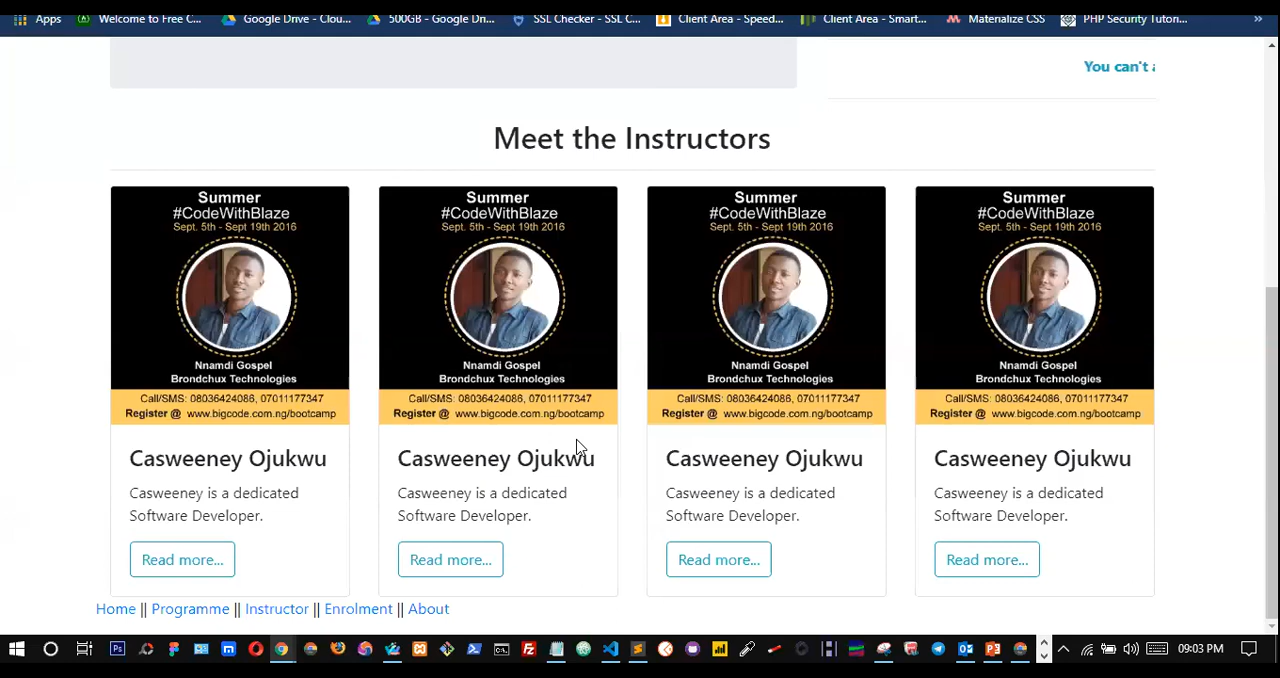 Apps Welcome to Free C... Google Drive - Clou... 500GB - Google Dri... SSL Checker - SSL C... Client Area - Speed... Client Area - Smart... Materialize CSS PHP Security Tutori... »
You can't a
Meet the Instructors
Summer Summer Summer Summer
#CodeWithBlaze #CodeWithBlaze #CodeWithBlaze #CodeWithBlaze
Sept. 5th - Sept 19th 2016 Sept. 5th - Sept 19th 2016 Sept. 5th - Sept 19th 2016 Sept. 5th - Sept 19th 2016
Nnamdi Gospel Nnamdi Gospel Nnamdi Gospel Nnamdi Gospel
Brondchux Technologies Brondchux Technologies Brondchux Technologies Brondchux Technologies
Call/SMS: 08036424086, 07011177347 Call/SMS: 08036424086, 07011177347 Call/SMS: 08036424086, 07011177347 Call/SMS: 08036424086, 07011177347
Register @ www.bigcode.com.ng/bootcamp Register @ www.bigcode.com.ng/bootcamp Register @ www.bigcode.com.ng/bootcamp Register @ www.bigcode.com.ng/bootcamp
Casweeney Ojukwu Casweeney Ojukwu Casweeney Ojukwu Casweeney Ojukwu
Casweeney is a dedicated Casweeney is a dedicated Casweeney is a dedicated Casweeney is a dedicated
Software Developer. Software Developer. Software Developer. Software Developer.
Read more... Read more... Read more... Read more...
Home || Programme || Instructor || Enrolment || About
09:03 PM